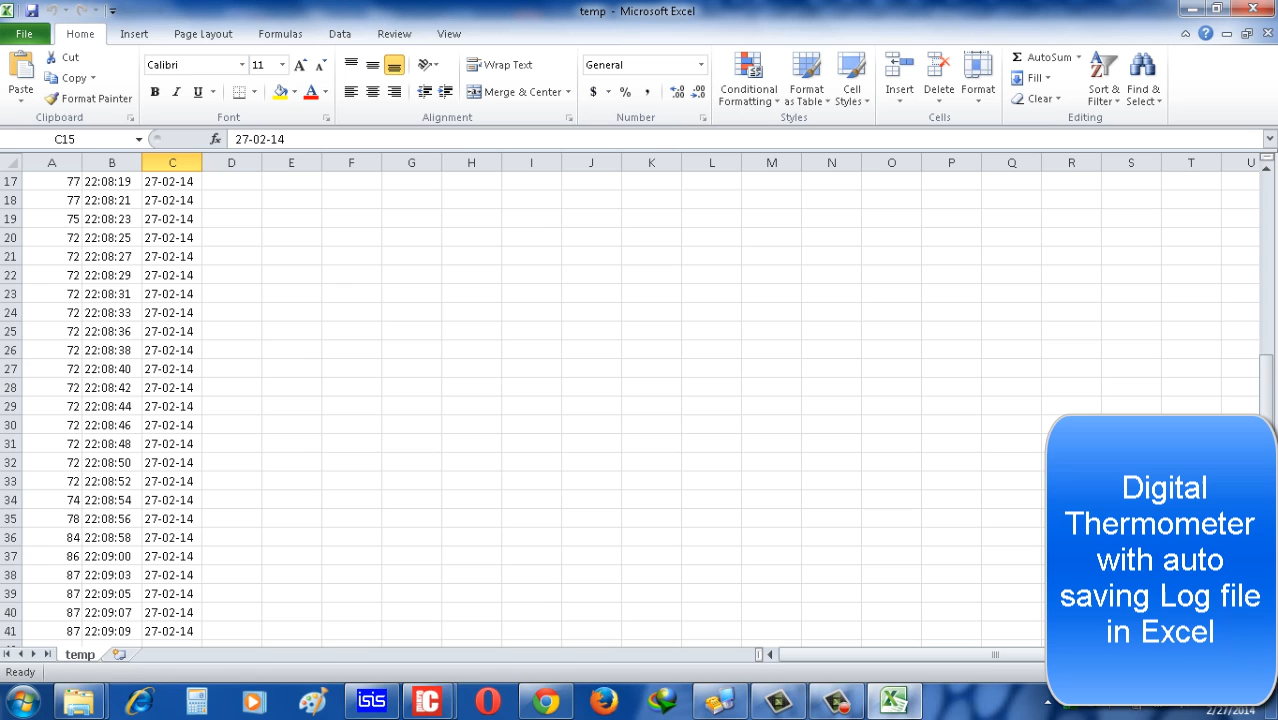 temp - Microsoft Excel
File Home Insert Page Layout Formulas Data Review View
Cut
Copy
Format Painter
Paste
Clipboard
Calibri 11
B I U
Font
Wrap Text
Merge & Center
Alignment
General
$ % ,
Number
Conditional Formatting
Format as Table
Cell Styles
Styles
Insert Delete Format
Cells
Σ AutoSum
Fill
Clear
Sort & Filter
Find & Select
Editing
C15 fx 27-02-14
A B C D E F G H I J K L M N O P Q R S T U
17 77 22:08:19 27-02-14
18 77 22:08:21 27-02-14
19 75 22:08:23 27-02-14
20 72 22:08:25 27-02-14
21 72 22:08:27 27-02-14
22 72 22:08:29 27-02-14
23 72 22:08:31 27-02-14
24 72 22:08:33 27-02-14
25 72 22:08:36 27-02-14
26 72 22:08:38 27-02-14
27 72 22:08:40 27-02-14
28 72 22:08:42 27-02-14
29 72 22:08:44 27-02-14
30 72 22:08:46 27-02-14
31 72 22:08:48 27-02-14
32 72 22:08:50 27-02-14
33 72 22:08:52 27-02-14
34 74 22:08:54 27-02-14
35 78 22:08:56 27-02-14
36 84 22:08:58 27-02-14
37 86 22:09:00 27-02-14
38 87 22:09:03 27-02-14
39 87 22:09:05 27-02-14
40 87 22:09:07 27-02-14
41 87 22:09:09 27-02-14
Digital
Thermometer
with auto
saving Log file
in Excel
temp
Ready
isis
2/27/2014